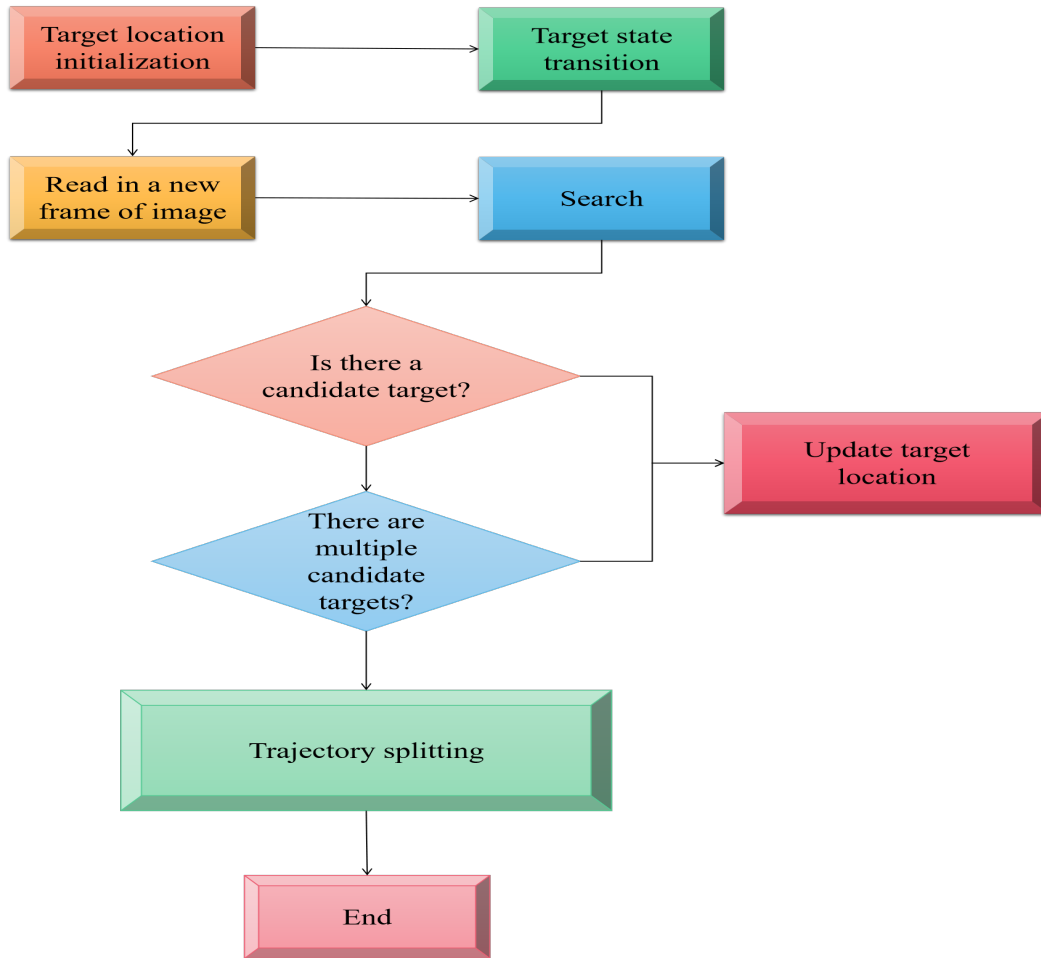 Target location
initialization
Target state
transition
Read in a new
frame of image
Search
Is there a
candidate target?
Update target
location
There are
multiple
candidate
targets?
Trajectory splitting
End